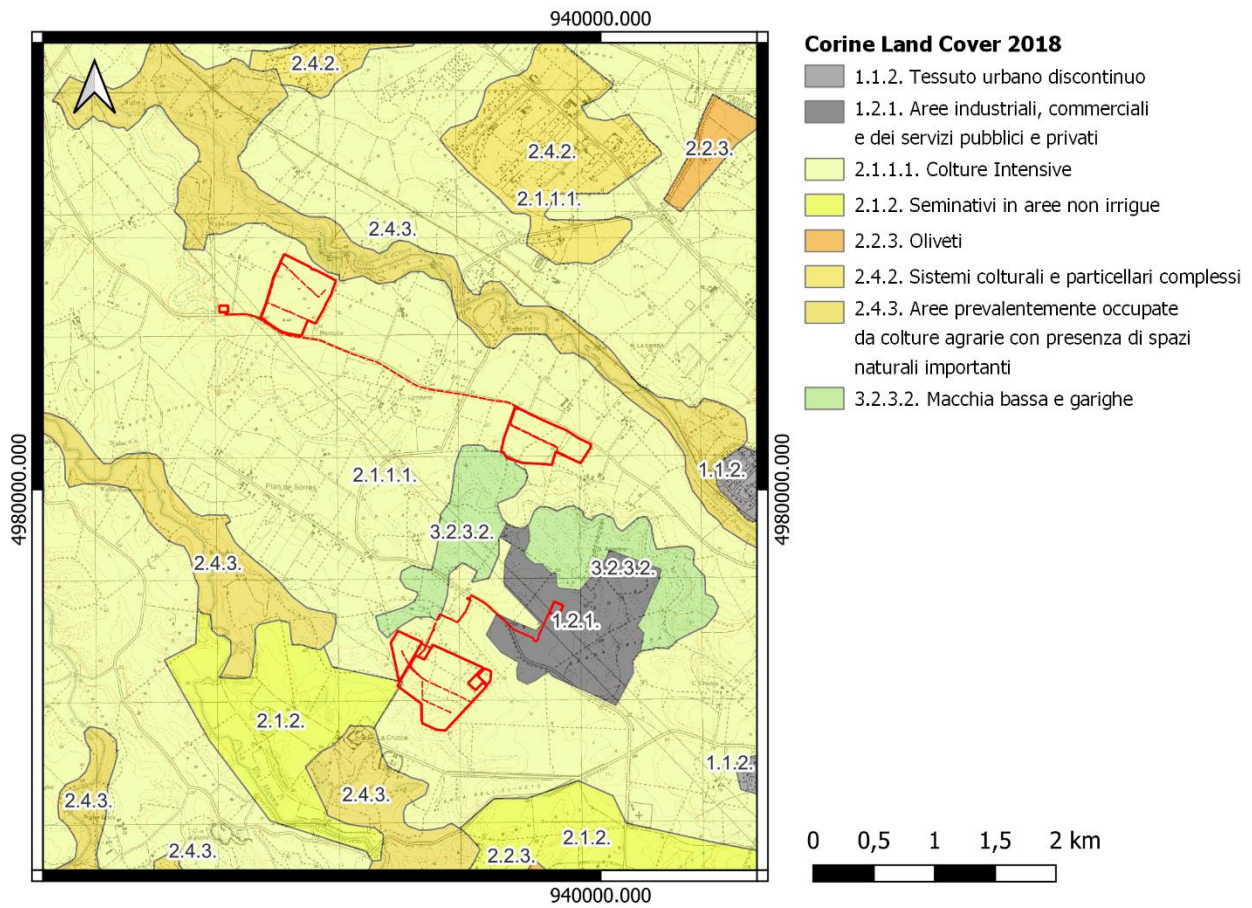 940000.000
4980000.000
4980000.000
940000.000
2.4.2.
2.4.2.
2.2.3.
2.1.1.1.
2.4.3.
1.1.2.
2.1.1.1.
Pian de Sorres
3.2.3.2.
2.4.3.
3.2.3.2.
1.2.1.
2.1.2.
La Crucca
1.1.2.
2.4.3.
2.4.3.
2.1.2.
2.4.3.
2.2.3.
Corine Land Cover 2018
1.1.2. Tessuto urbano discontinuo
1.2.1. Aree industriali, commerciali
e dei servizi pubblici e privati
2.1.1.1. Colture Intensive
2.1.2. Seminativi in aree non irrigue
2.2.3. Oliveti
2.4.2. Sistemi colturali e particellari complessi
2.4.3. Aree prevalentemente occupate
da colture agrarie con presenza di spazi
naturali importanti
3.2.3.2. Macchia bassa e garighe
0 0,5 1 1,5 2 km